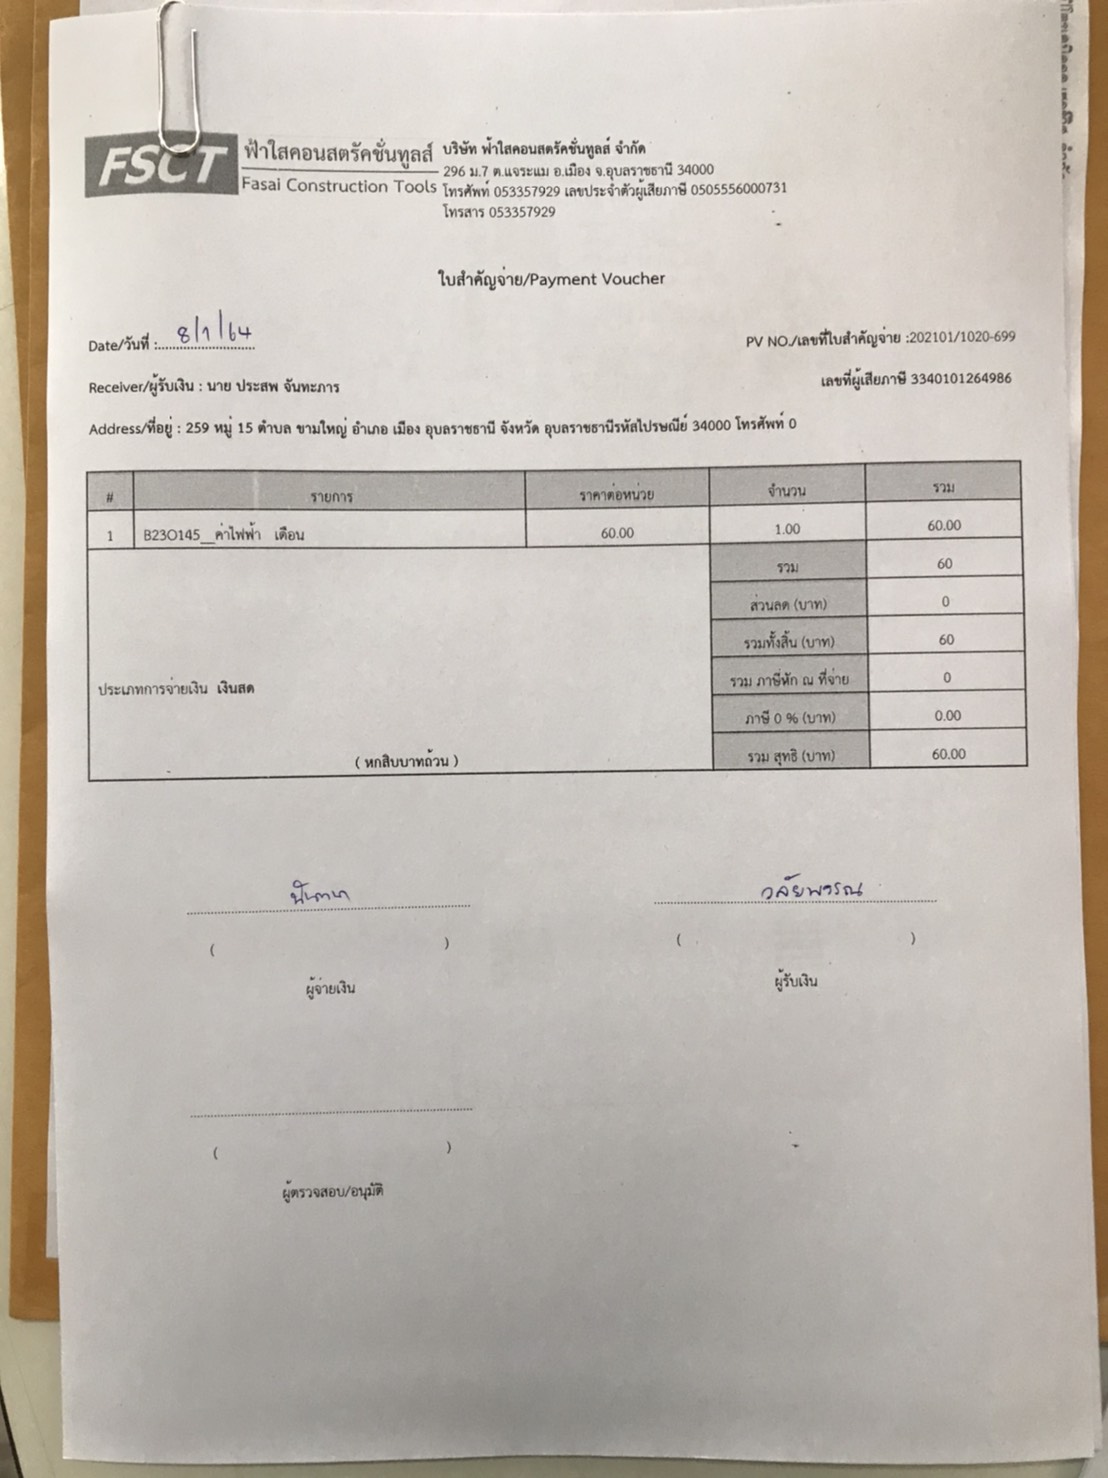 FSCT
ฟ้าใสคอนสตรัคชั่นทูลส์
Fasai Construction Tools
บริษัท ฟ้าใสคอนสตรัคชั่นทูลส์ จำกัด
296 ม.7 ต.แจระแม อ.เมือง จ.อุบลราชธานี 34000
โทรศัพท์ 053357929 เลขประจำตัวผู้เสียภาษี 0505556000731
โทรสาร 053357929
ใบสำคัญจ่าย/Payment Voucher
Date/วันที่ : 8/1/64
PV NO./เลขที่ใบสำคัญจ่าย :202101/1020-699
Receiver/ผู้รับเงิน : นาย ประสพ จันทะภาร
เลขที่ผู้เสียภาษี 3340101264986
Address/ที่อยู่ : 259 หมู่ 15 ตำบล ขามใหญ่ อำเภอ เมือง อุบลราชธานี จังหวัด อุบลราชธานีรหัสไปรษณีย์ 34000 โทรศัพท์ 0
# รายการ ราคาต่อหน่วย จำนวน รวม
1 B23O145__ค่าไฟฟ้า เดือน 60.00 1.00 60.00
รวม 60
ส่วนลด (บาท) 0
รวมทั้งสิ้น (บาท) 60
ประเภทการจ่ายเงิน เงินสด รวม ภาษีหัก ณ ที่จ่าย 0
ภาษี 0 % (บาท) 0.00
( หกสิบบาทถ้วน ) รวม สุทธิ (บาท) 60.00
วลัยพรรณ
( ) ( )
ผู้จ่ายเงิน ผู้รับเงิน
( )
ผู้ตรวจสอบ/อนุมัติ